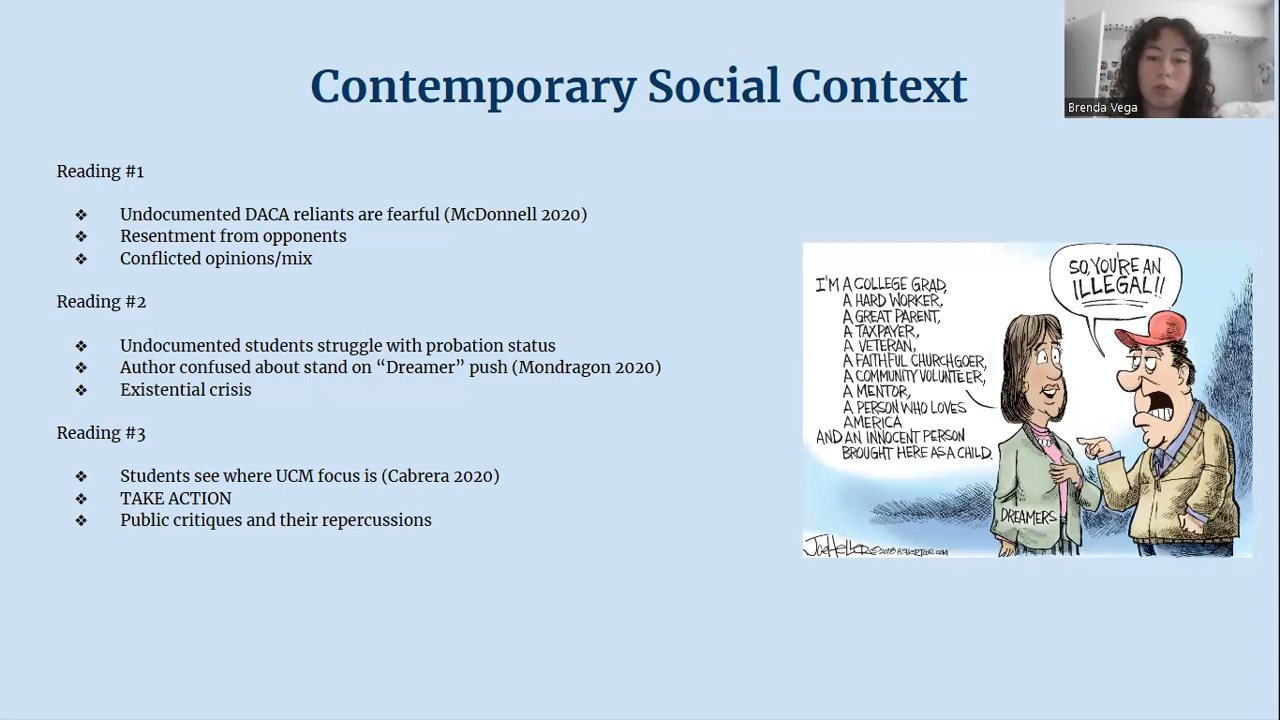 Contemporary Social Context
Brenda Vega
Reading #1
❖ Undocumented DACA reliants are fearful (McDonnell 2020)
❖ Resentment from opponents
❖ Conflicted opinions/mix
Reading #2
❖ Undocumented students struggle with probation status
❖ Author confused about stand on “Dreamer” push (Mondragon 2020)
❖ Existential crisis
Reading #3
❖ Students see where UCM focus is (Cabrera 2020)
❖ TAKE ACTION
❖ Public critiques and their repercussions
I'M A COLLEGE GRAD,
A HARD WORKER,
A GREAT PARENT,
A TAXPAYER,
A VETERAN,
A FAITHFUL CHURCHGOER,
A COMMUNITY VOLUNTEER,
A MENTOR,
A PERSON WHO LOVES
AMERICA
AND AN INNOCENT PERSON
BROUGHT HERE AS A CHILD.
SO, YOU'RE AN
ILLEGAL!!
DREAMERS
Joe Heller